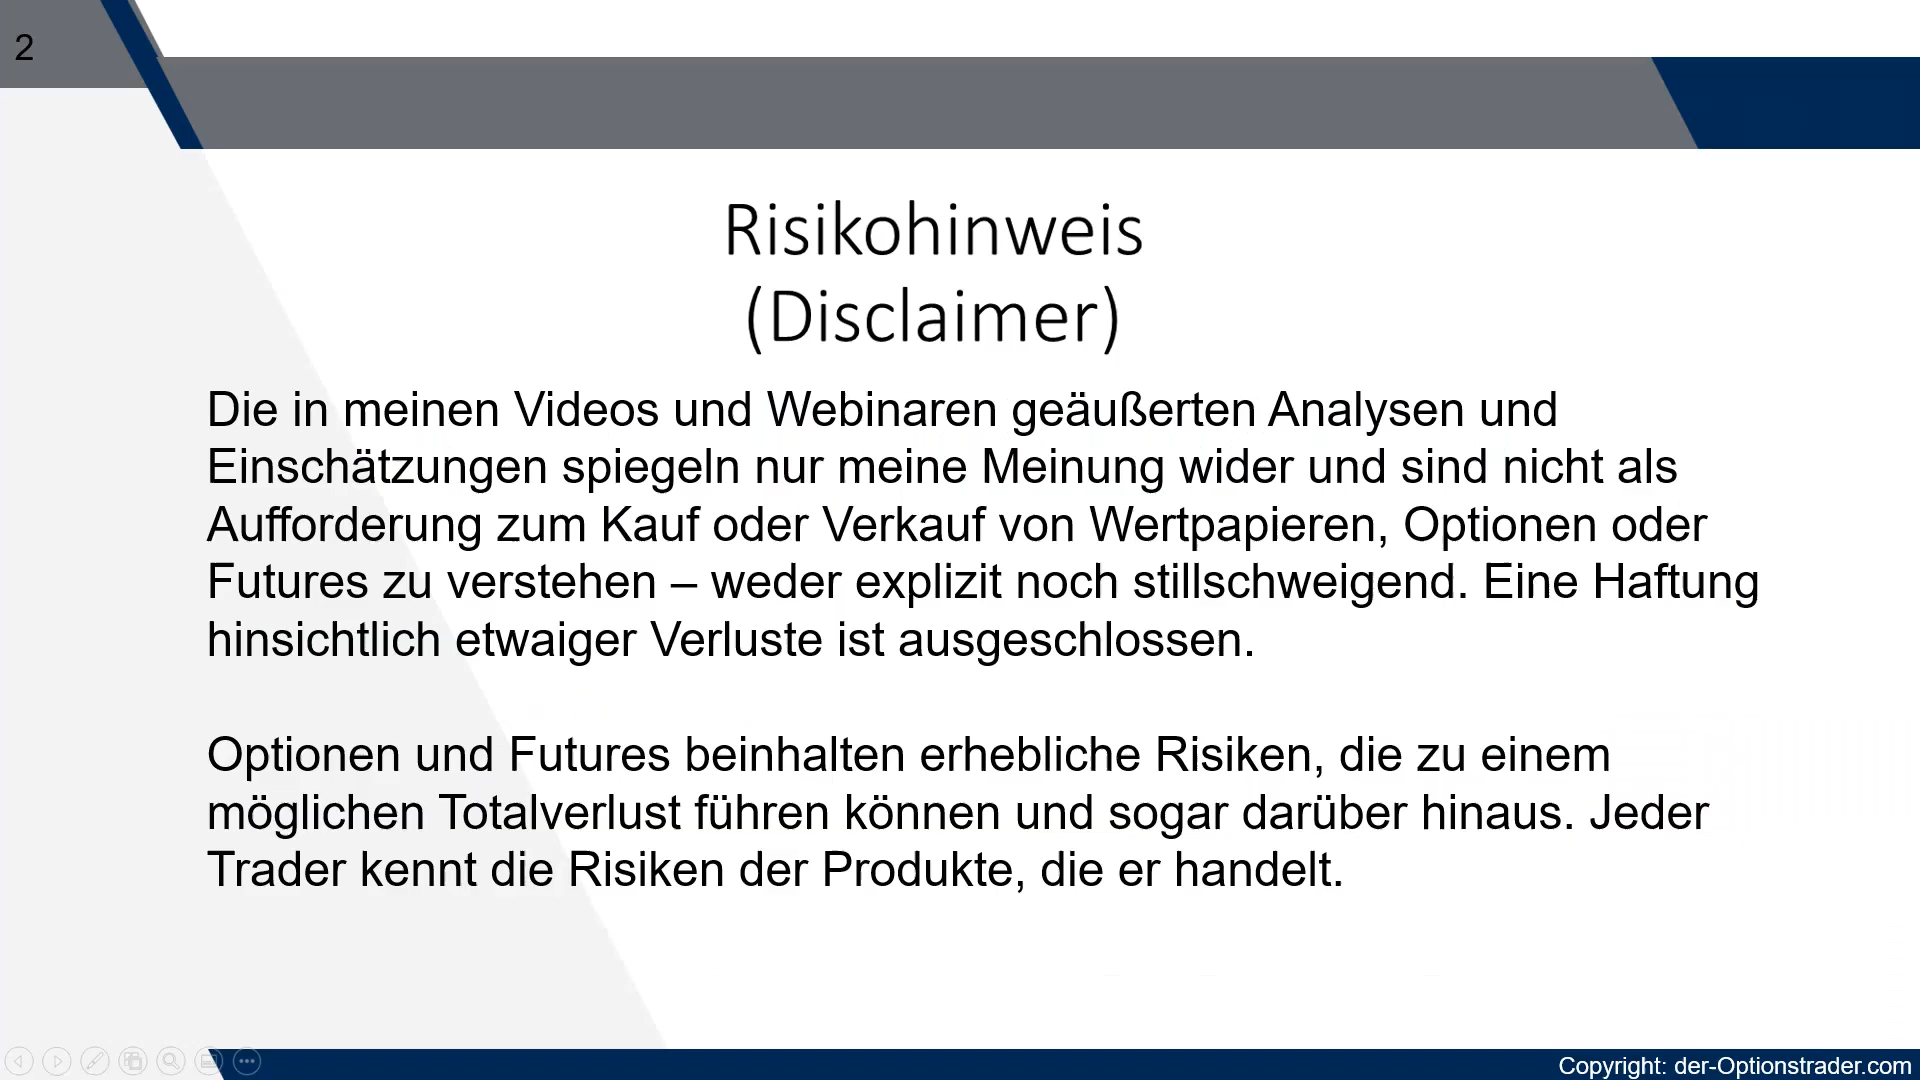 2
Risikohinweis
(Disclaimer)
Die in meinen Videos und Webinaren geäußerten Analysen und
Einschätzungen spiegeln nur meine Meinung wider und sind nicht als
Aufforderung zum Kauf oder Verkauf von Wertpapieren, Optionen oder
Futures zu verstehen – weder explizit noch stillschweigend. Eine Haftung
hinsichtlich etwaiger Verluste ist ausgeschlossen.
Optionen und Futures beinhalten erhebliche Risiken, die zu einem
möglichen Totalverlust führen können und sogar darüber hinaus. Jeder
Trader kennt die Risiken der Produkte, die er handelt.
Copyright: der-Optionstrader.com